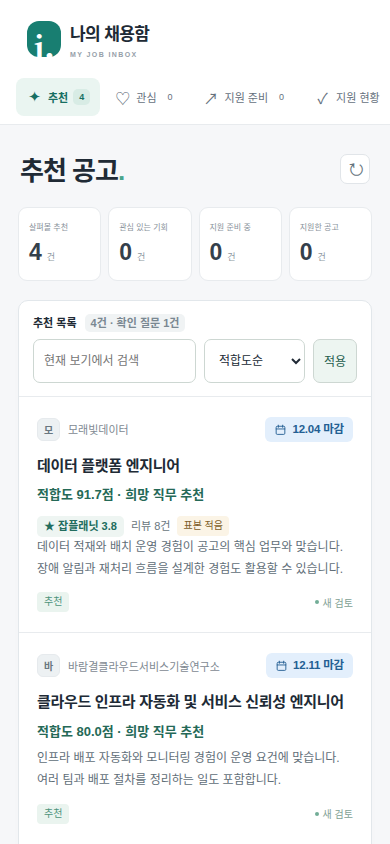 j.
나의 채용함
MY JOB INBOX
추천 4
관심 0
지원 준비 0
지원 현황
추천 공고.
살펴볼 추천
4 건
관심 있는 기회
0 건
지원 준비 중
0 건
지원한 공고
0 건
추천 목록 4건 · 확인 질문 1건
현재 보기에서 검색
적합도순
적용
모 모래빛데이터 12.04 마감
데이터 플랫폼 엔지니어
적합도 91.7점 · 희망 직무 추천
★ 잡플래닛 3.8 리뷰 8건 표본 적음
데이터 적재와 배치 운영 경험이 공고의 핵심 업무와 맞습니다.
장애 알림과 재처리 흐름을 설계한 경험도 활용할 수 있습니다.
추천 새 검토
바 바람결클라우드서비스기술연구소 12.11 마감
클라우드 인프라 자동화 및 서비스 신뢰성 엔지니어
적합도 80.0점 · 희망 직무 추천
인프라 배포 자동화와 모니터링 경험이 운영 요건에 맞습니다.
여러 팀과 배포 절차를 정리하는 일도 포함합니다.
추천 새 검토